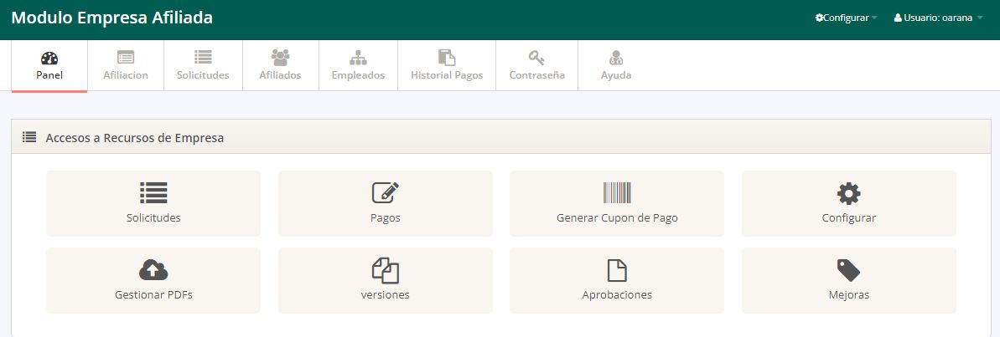 Modulo Empresa Afiliada
Configurar
Usuario: oarana
Panel
Afiliacion
Solicitudes
Afiliados
Empleados
Historial Pagos
Contraseña
Ayuda
Accesos a Recursos de Empresa
Solicitudes
Pagos
Generar Cupon de Pago
Configurar
Gestionar PDFs
versiones
Aprobaciones
Mejoras